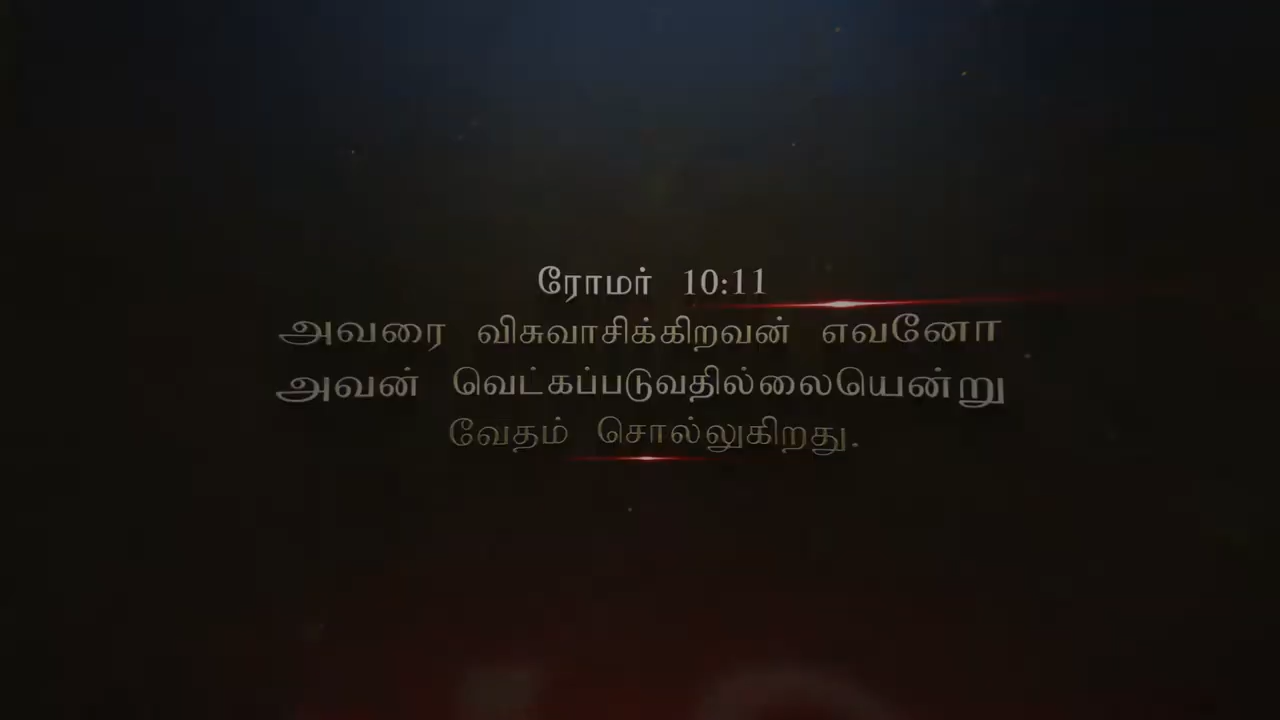 ரோமர் 10:11
அவரை விசுவாசிக்கிறவன் எவனோ
அவன் வெட்கப்படுவதில்லையென்று
வேதம் சொல்லுகிறது.